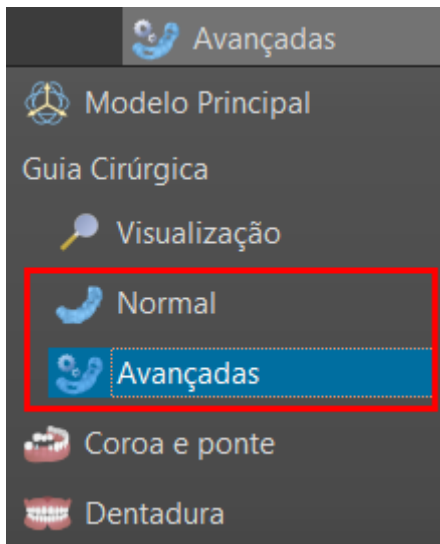 Avançadas
Modelo Principal
Guia Cirúrgica
Visualização
Normal
Avançadas
Coroa e ponte
Dentadura